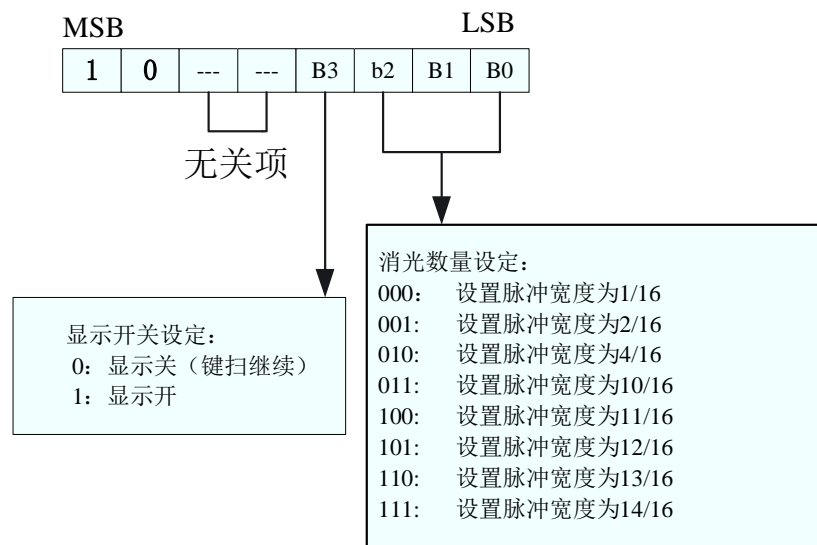 MSB LSB
1 0 --- --- B3 b2 B1 B0
无关项
消光数量设定：
000： 设置脉冲宽度为1/16
001: 设置脉冲宽度为2/16
010: 设置脉冲宽度为4/16
011: 设置脉冲宽度为10/16
100: 设置脉冲宽度为11/16
101: 设置脉冲宽度为12/16
110: 设置脉冲宽度为13/16
111: 设置脉冲宽度为14/16
显示开关设定：
0：显示关（键扫继续）
1：显示开